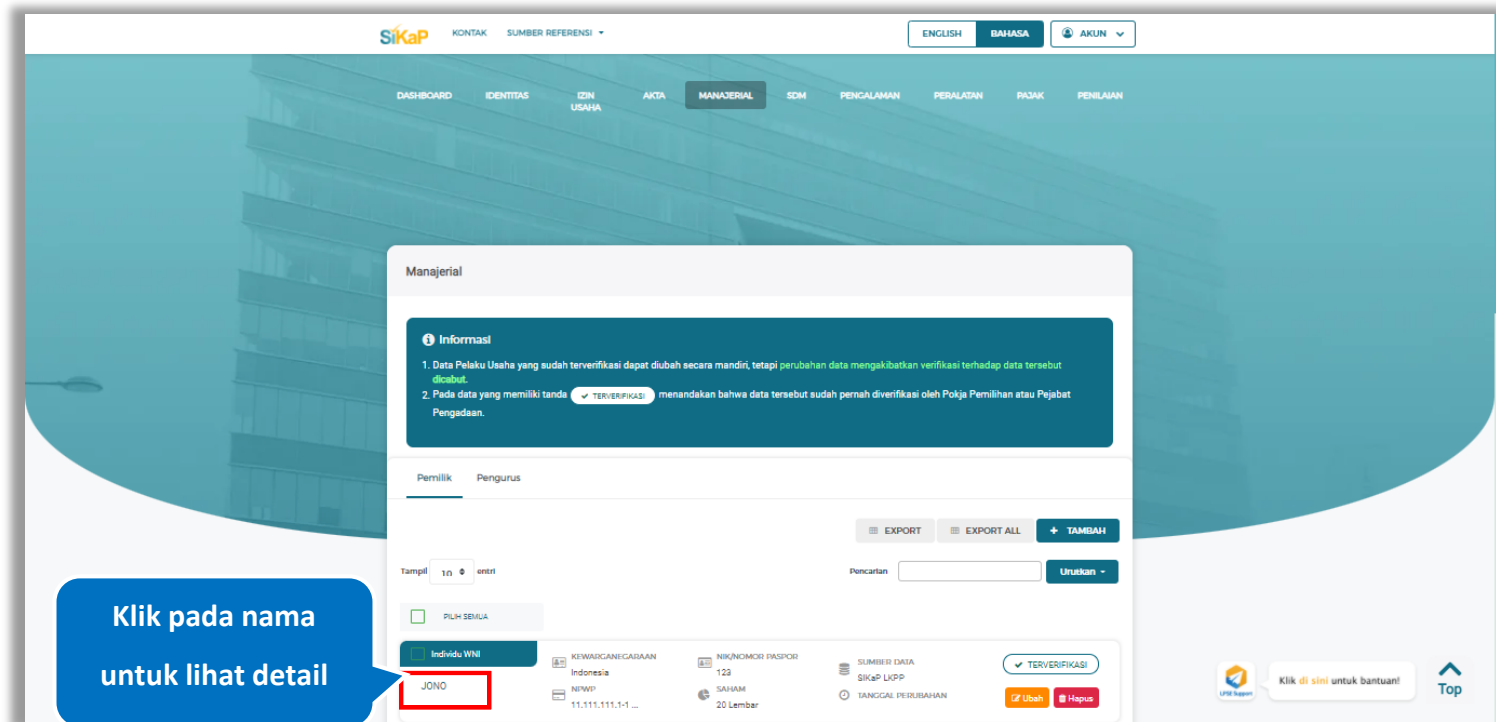 SiKaP KONTAK SUMBER REFERENSI ENGLISH BAHASA AKUN
DASHBOARD IDENTITAS IZIN USAHA AKTA MANAJERIAL SDM PENGALAMAN PERALATAN PAJAK PENILAIAN
Manajerial
Informasi
1. Data Pelaku Usaha yang sudah terverifikasi dapat diubah secara mandiri, tetapi perubahan data mengakibatkan verifikasi terhadap data tersebut
dicabut.
2. Pada data yang memiliki tanda TERVERIFIKASI menandakan bahwa data tersebut sudah pernah diverifikasi oleh Pokja Pemilihan atau Pejabat
Pengadaan.
Pemilik Pengurus
EXPORT EXPORT ALL + TAMBAH
Tampil 10 entri Pencarian Urutkan
PILIH SEMUA
Klik pada nama
untuk lihat detail
Individu WNI
JONO
KEWARGANEGARAAN
Indonesia
NPWP
11.111.111.1-1 ...
NIK/NOMOR PASPOR
123
SAHAM
20 Lembar
SUMBER DATA
SIKaP LKPP
TANGGAL PERUBAHAN
TERVERIFIKASI
Ubah Hapus
LPSE Support
Klik di sini untuk bantuan!
Top